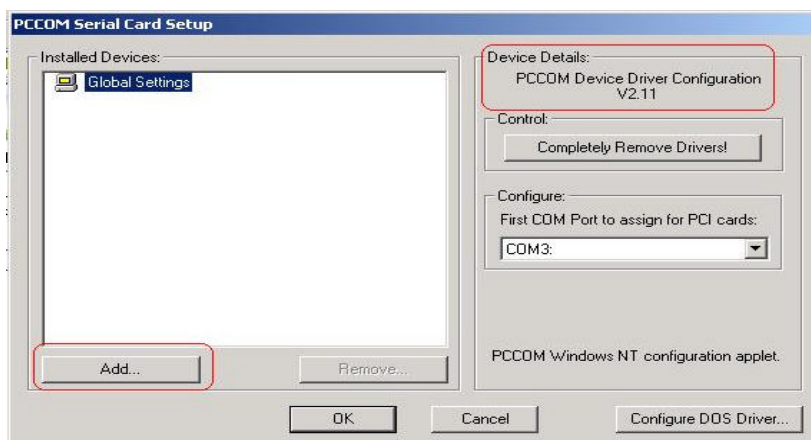 PCCOM Serial Card Setup
Installed Devices:
Global Settings
Add...
Remove...
Device Details:
PCCOM Device Driver Configuration
V2.11
Control:
Completely Remove Drivers!
Configure:
First COM Port to assign for PCI cards:
COM3:
PCCOM Windows NT configuration applet.
OK
Cancel
Configure DOS Driver...